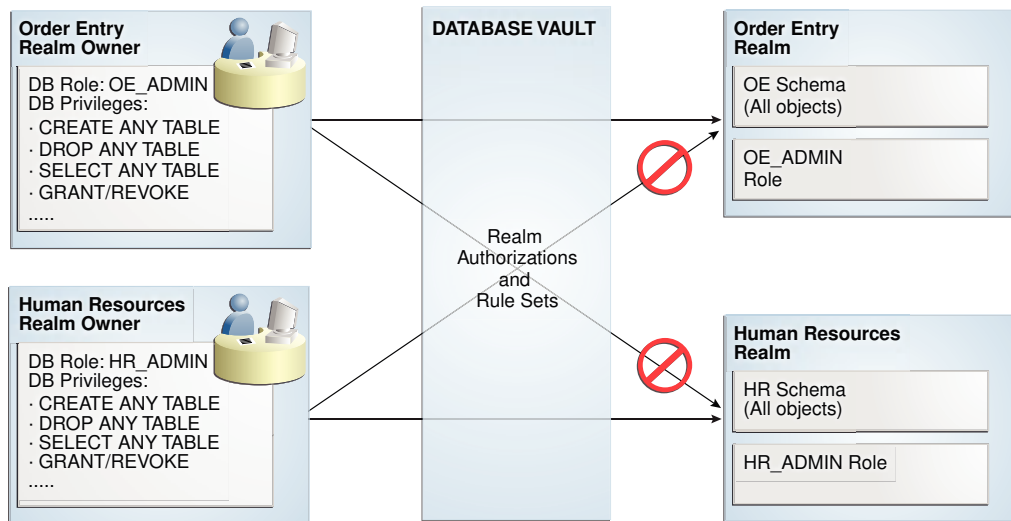 Order Entry
Realm Owner
DB Role: OE_ADMIN
DB Privileges:
· CREATE ANY TABLE
· DROP ANY TABLE
· SELECT ANY TABLE
· GRANT/REVOKE
.....
Human Resources
Realm Owner
DB Role: HR_ADMIN
DB Privileges:
· CREATE ANY TABLE
· DROP ANY TABLE
· SELECT ANY TABLE
· GRANT/REVOKE
.....
DATABASE VAULT
Realm
Authorizations
and
Rule Sets
Order Entry
Realm
OE Schema
(All objects)
OE_ADMIN
Role
Human Resources
Realm
HR Schema
(All objects)
HR_ADMIN Role